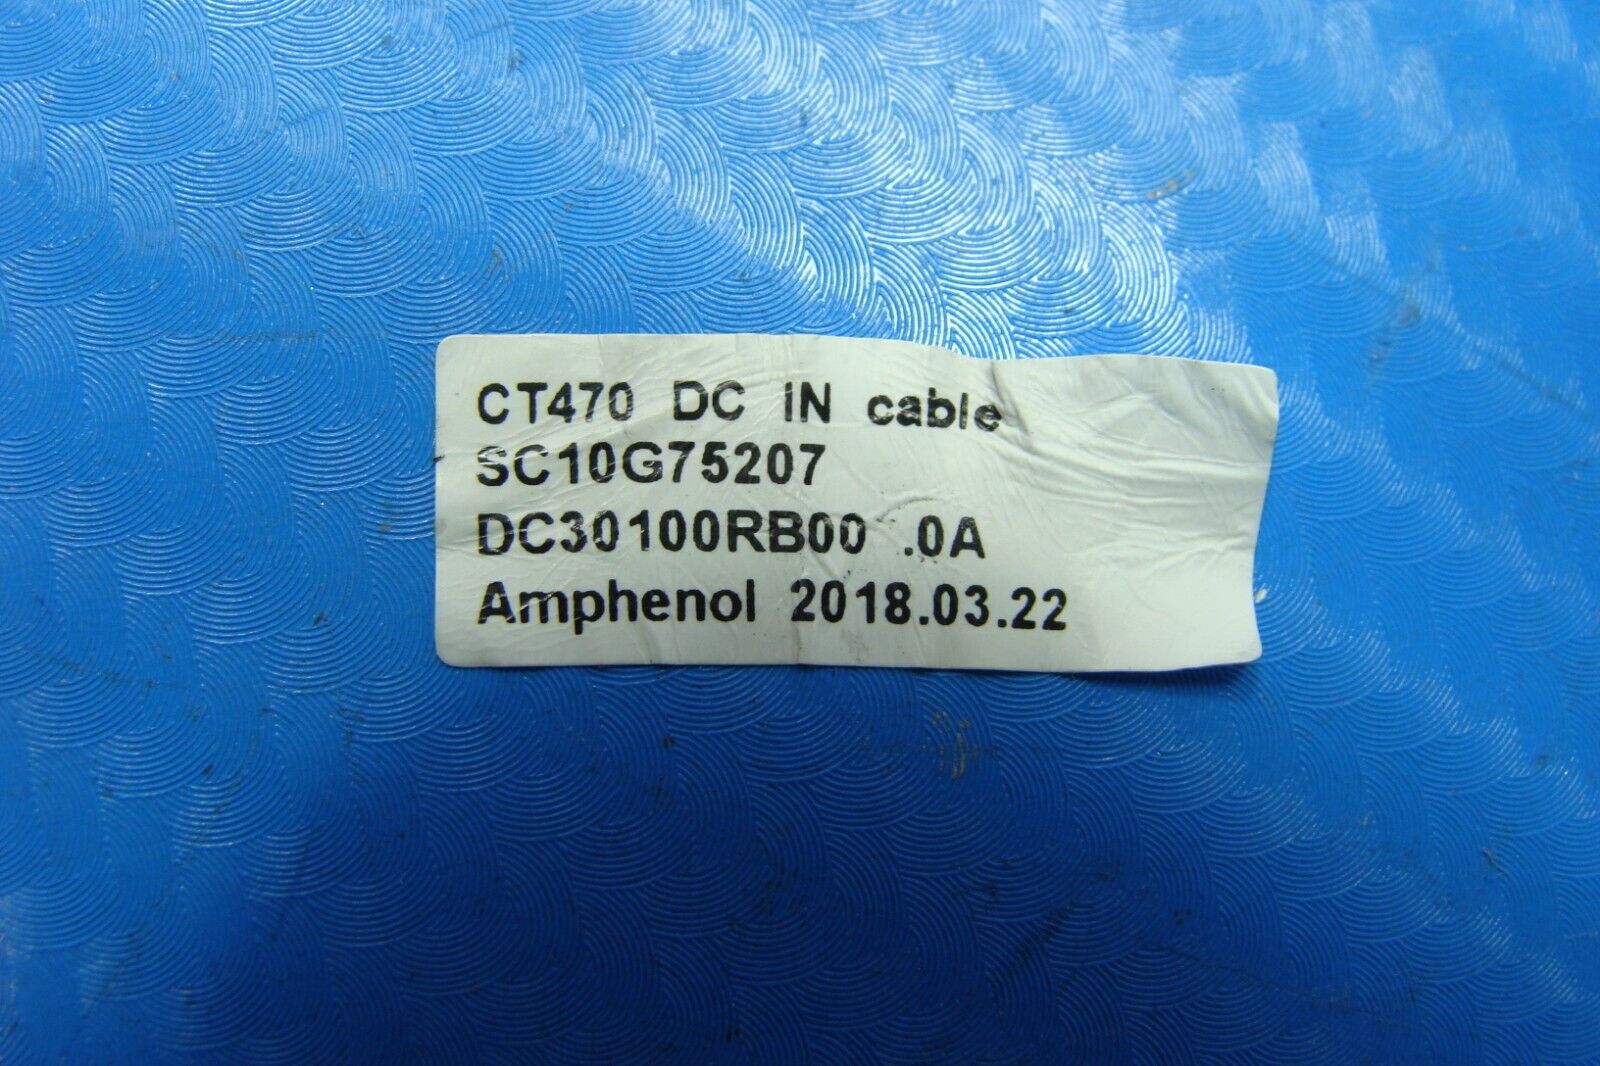 CT470 DC IN cable
SC10G75207
DC30100RB00 .0A
Amphenol 2018.03.22